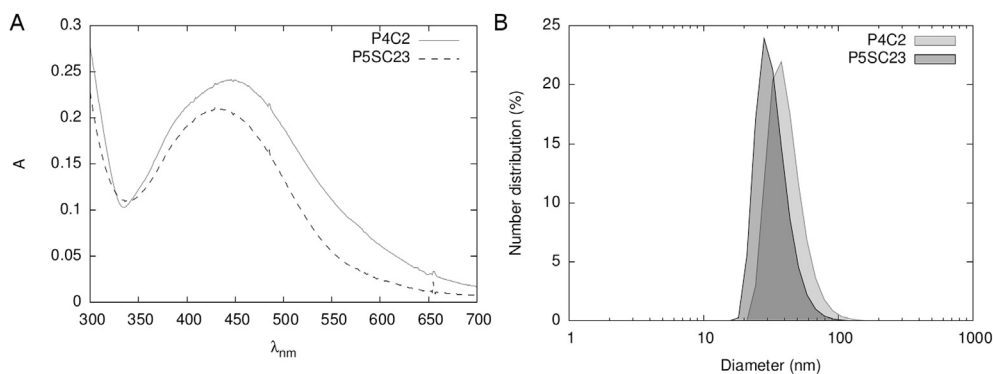 A
0.3
0.25
0.2
0.15
0.1
0.05
0
A
300 350 400 450 500 550 600 650 700
λnm
P4C2
P5SC23
B
25
20
15
10
5
0
Number distribution (%)
1 10 100 1000
Diameter (nm)
P4C2
P5SC23